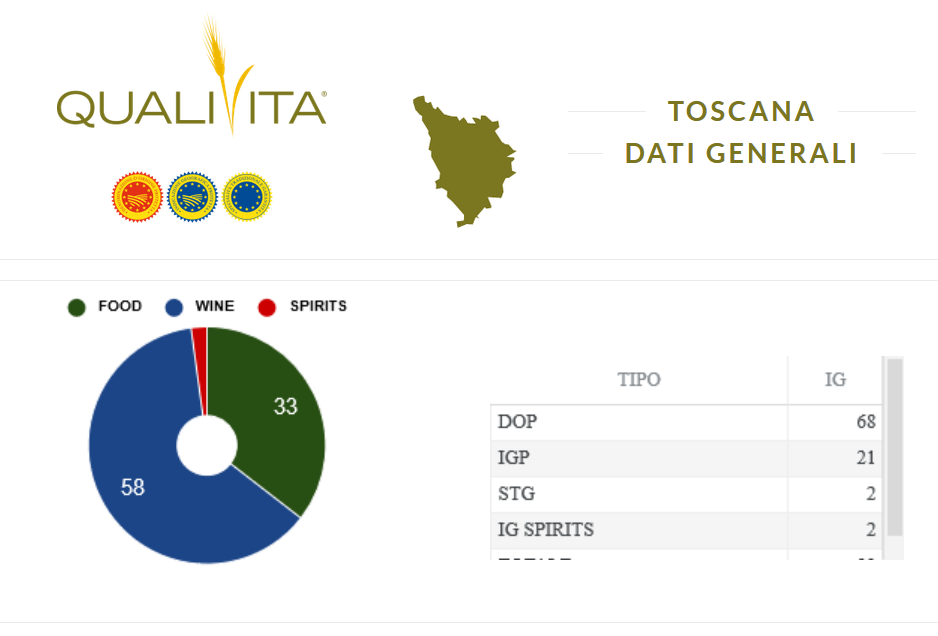 QUALIVITA®
TOSCANA
DATI GENERALI
FOOD WINE SPIRITS
33
58
TIPO IG
DOP 68
IGP 21
STG 2
IG SPIRITS 2